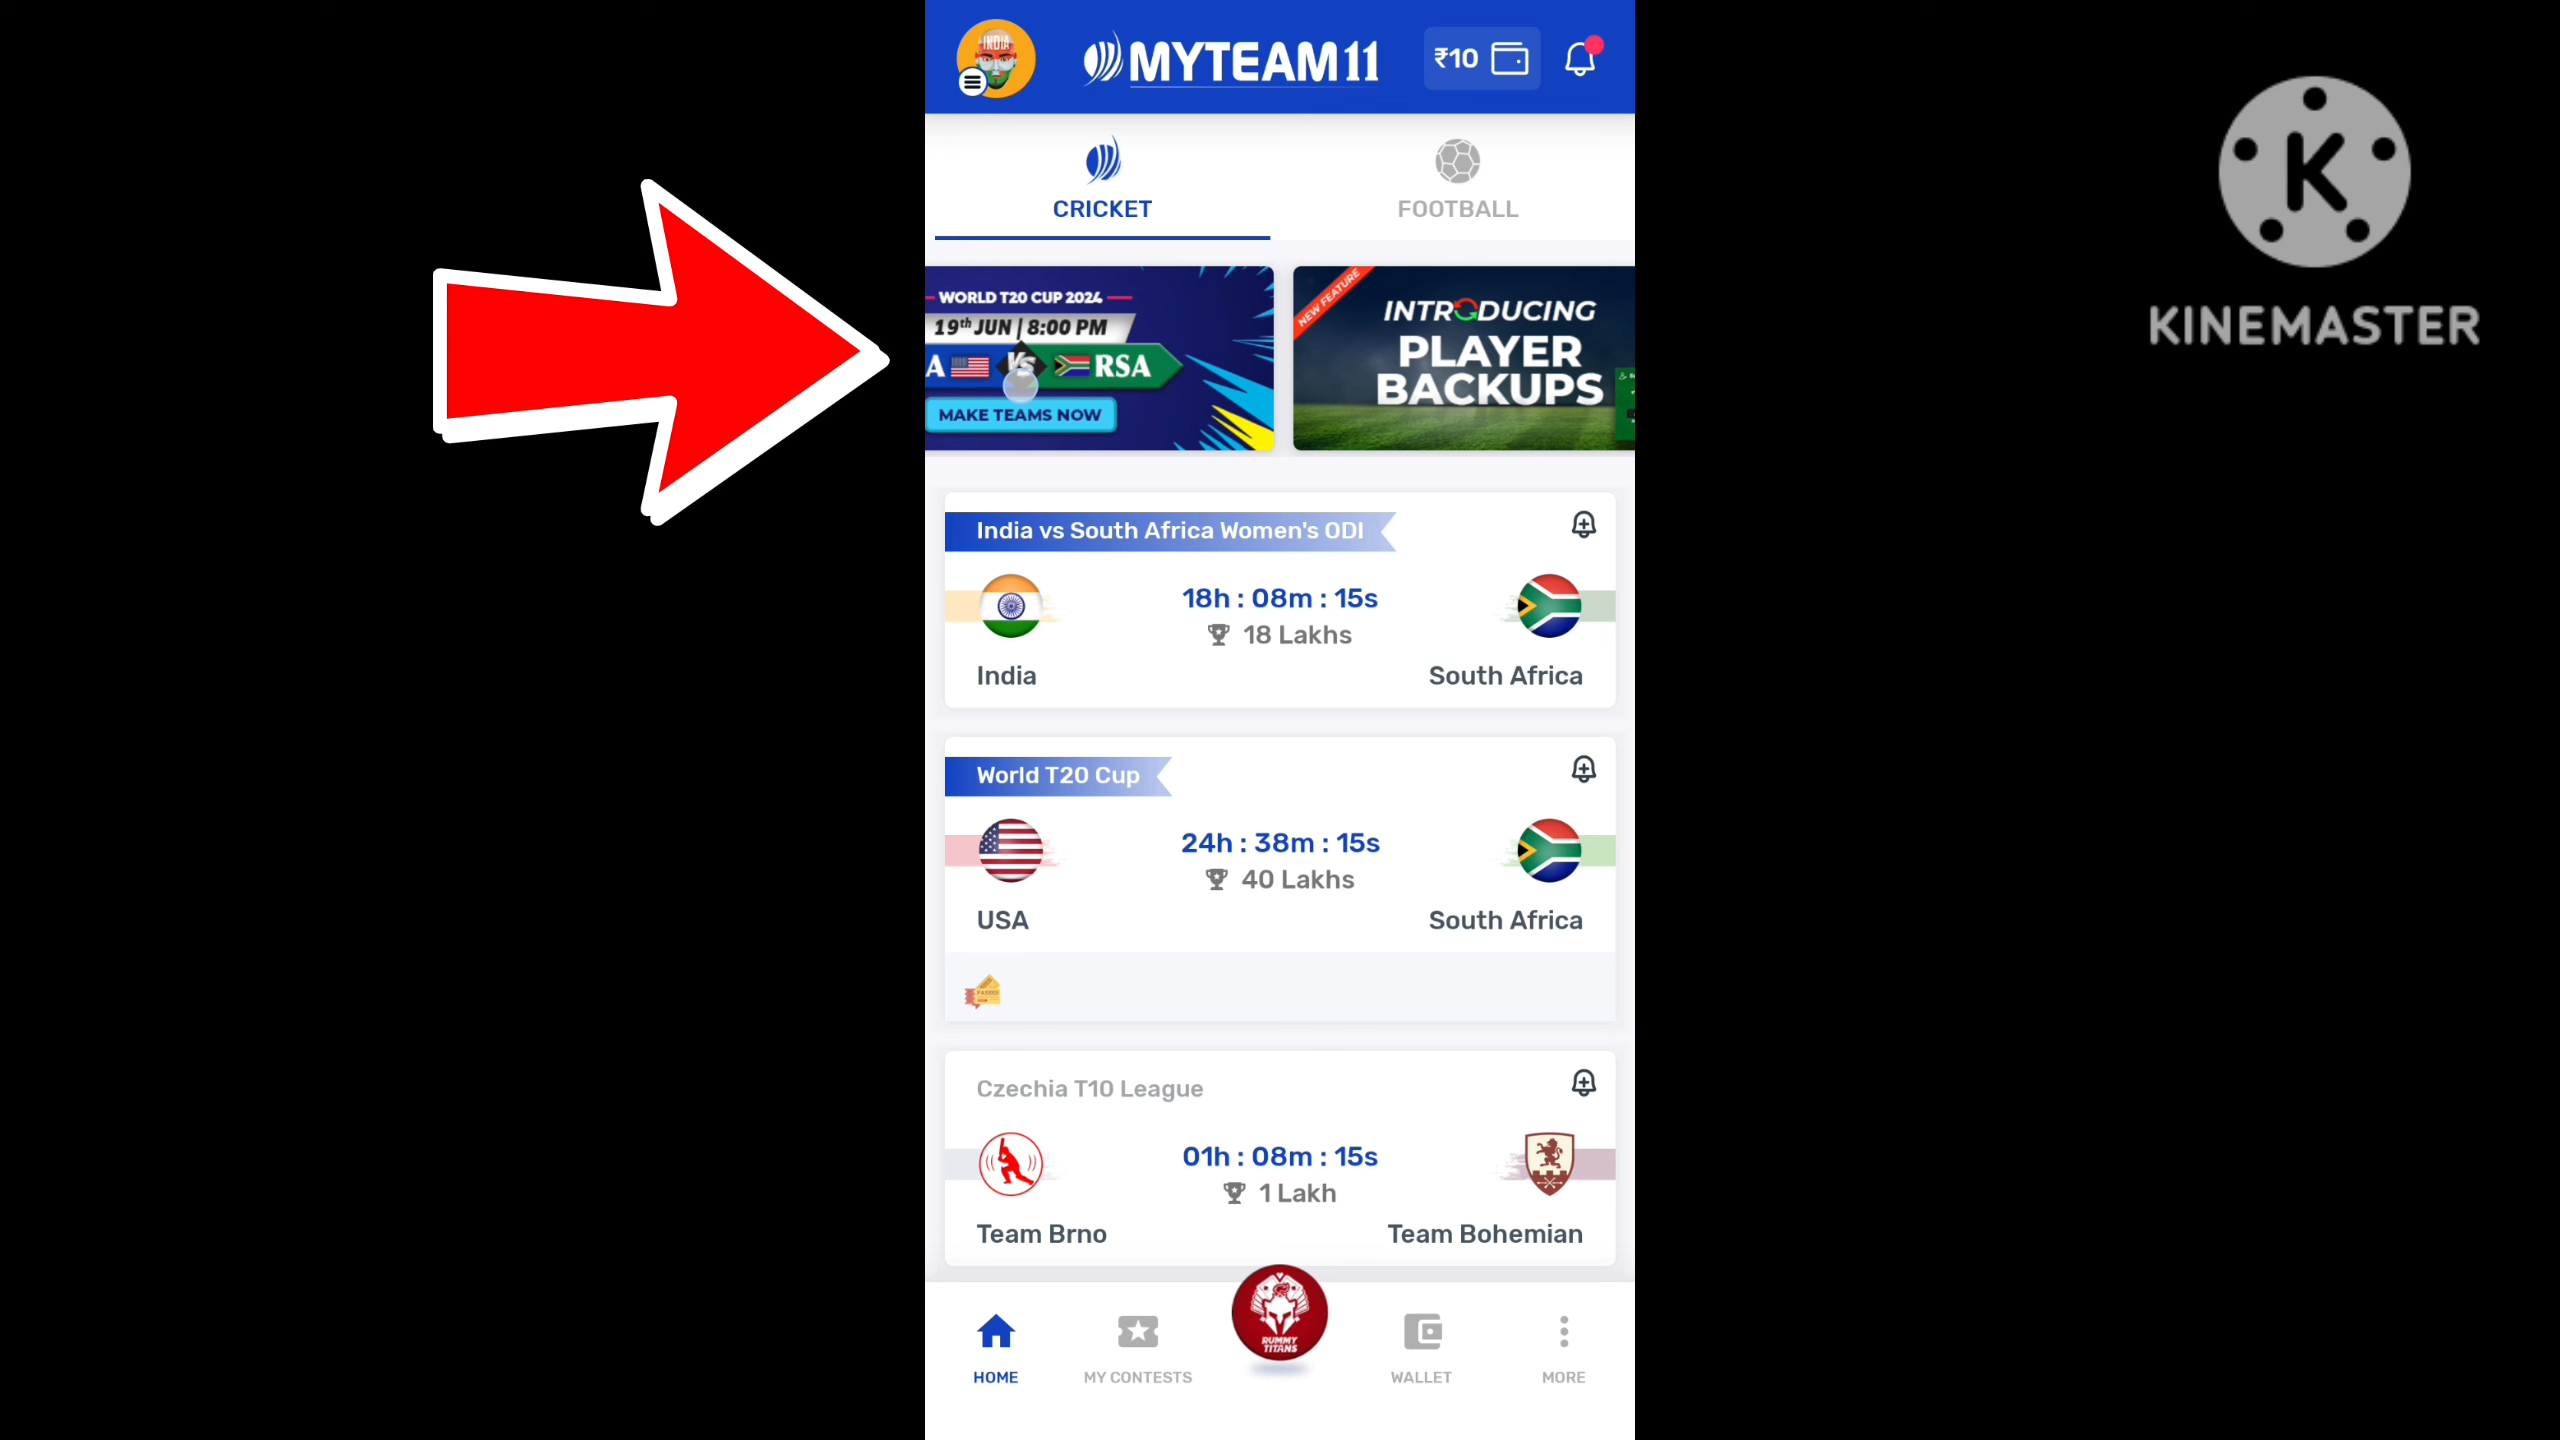 INDIA
MYTEAM11
₹10
CRICKET
FOOTBALL
WORLD T20 CUP 2024
19th JUN | 8:00 PM
A VS RSA
MAKE TEAMS NOW
NEW FEATURE
INTRODUCING
PLAYER
BACKUPS
K
KINEMASTER
India vs South Africa Women's ODI
18h : 08m : 15s
18 Lakhs
India
South Africa
World T20 Cup
24h : 38m : 15s
40 Lakhs
USA
South Africa
Czechia T10 League
01h : 08m : 15s
1 Lakh
Team Brno
Team Bohemian
RUMMY
TITANS
HOME
MY CONTESTS
WALLET
MORE